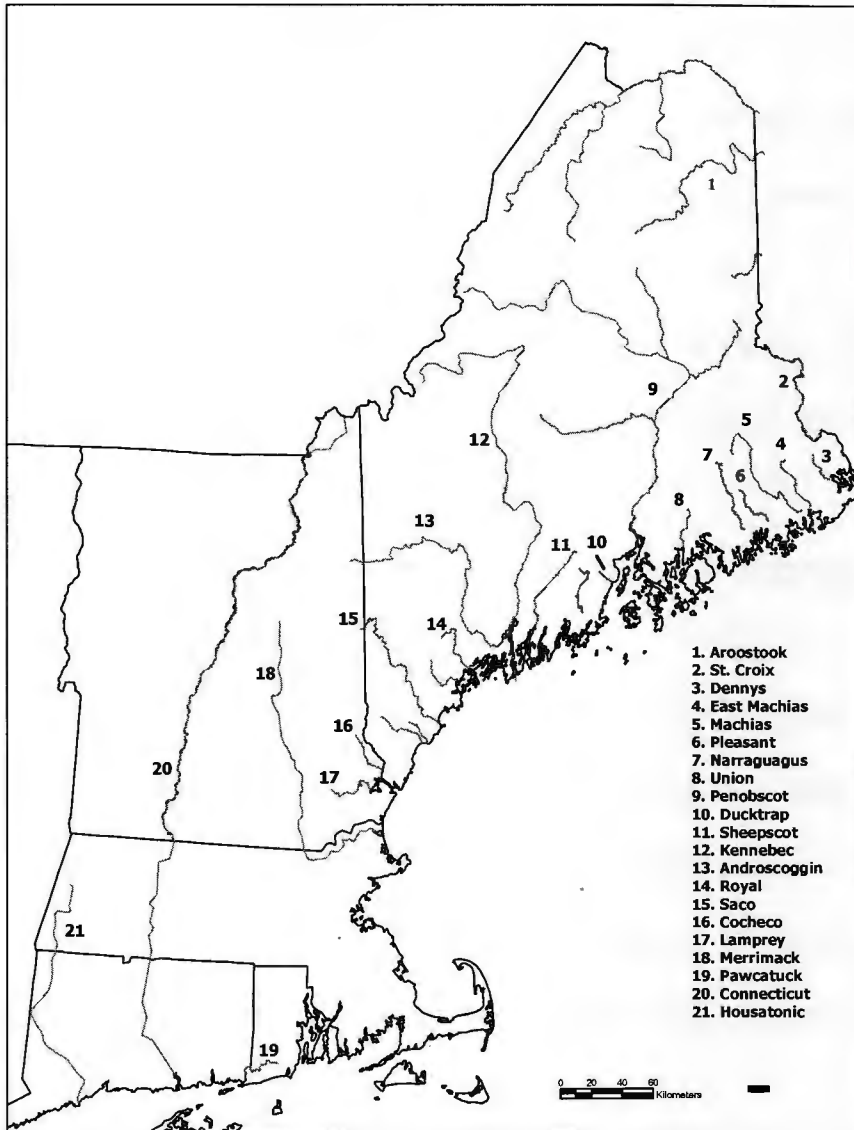 1
2
9
5
4
12
7
3
6
8
13
11
10
15
14
18
16
20
17
21
19
1. Aroostook
2. St. Croix
3. Dennys
4. East Machias
5. Machias
6. Pleasant
7. Narraguagus
8. Union
9. Penobscot
10. Ducktrap
11. Sheepscot
12. Kennebec
13. Androscoggin
14. Royal
15. Saco
16. Cocheco
17. Lamprey
18. Merrimack
19. Pawcatuck
20. Connecticut
21. Housatonic
0 20 40 60
Kilometers